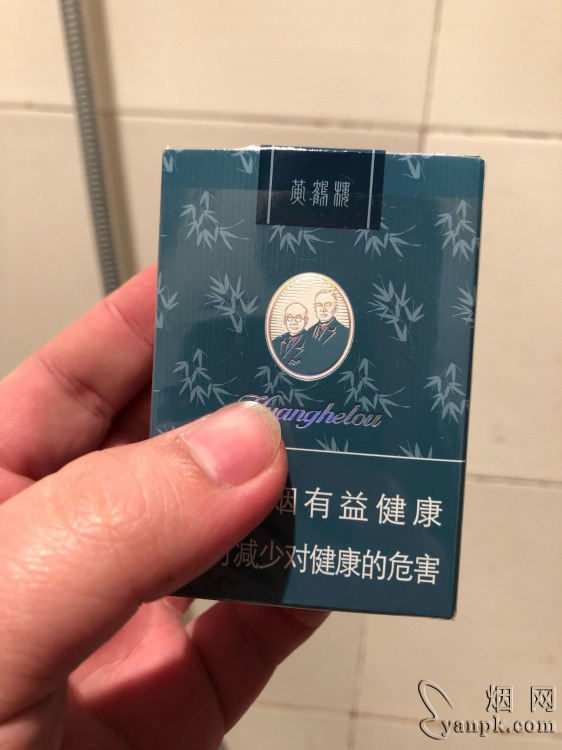 黄鹤楼
Huanghelou
烟有益健康
减少对健康的危害
烟网
yanpk.com